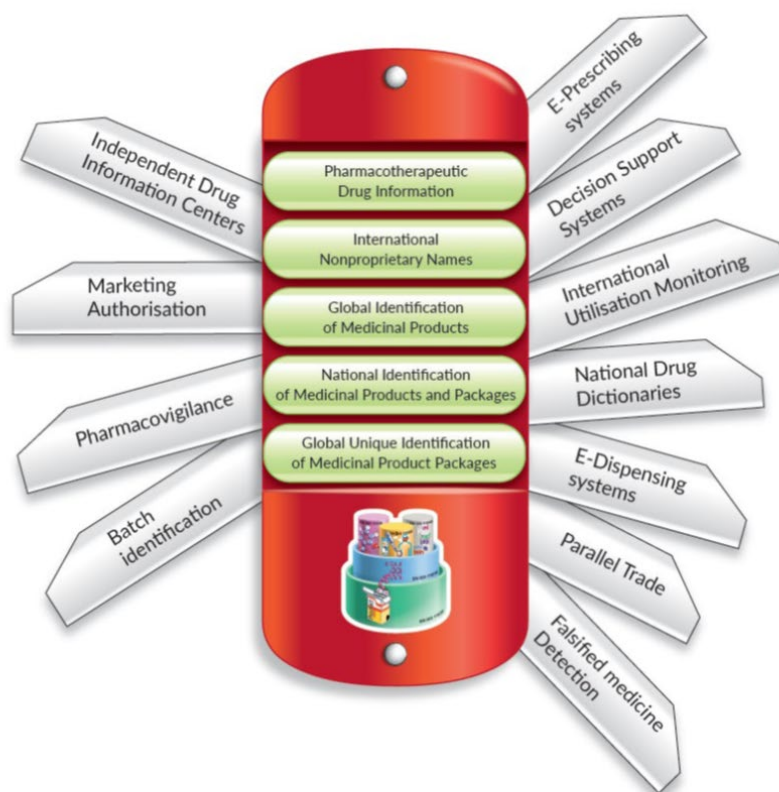 Independent Drug
Information Centers
Marketing
Authorisation
Pharmacovigilance
Batch
identification
Pharmacotherapeutic
Drug Information
International
Nonproprietary Names
Global Identification
of Medicinal Products
National Identification
of Medicinal Products and Packages
Global Unique Identification
of Medicinal Product Packages
E-Prescribing
systems
Decision Support
Systems
International
Utilisation Monitoring
National Drug
Dictionaries
E-Dispensing
systems
Parallel Trade
Falsified medicine
Detection